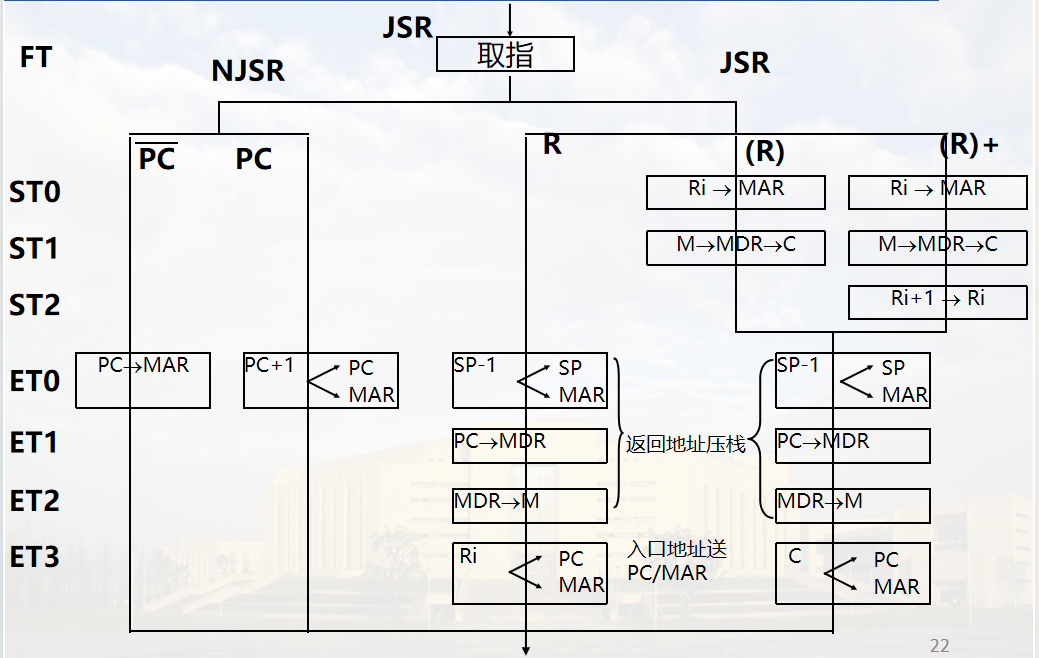 JSR
FT
取指
NJSR
JSR
PC PC
R
(R)
(R)+
ST0
Ri → MAR
Ri → MAR
ST1
M→MDR→C
M→MDR→C
ST2
Ri+1 → Ri
ET0
PC→MAR
PC+1
PC
MAR
SP-1
SP
MAR
SP-1
SP
MAR
ET1
PC→MDR
返回地址压栈
PC→MDR
ET2
MDR→M
MDR→M
ET3
Ri
PC
MAR
入口地址送
PC/MAR
C
PC
MAR
22